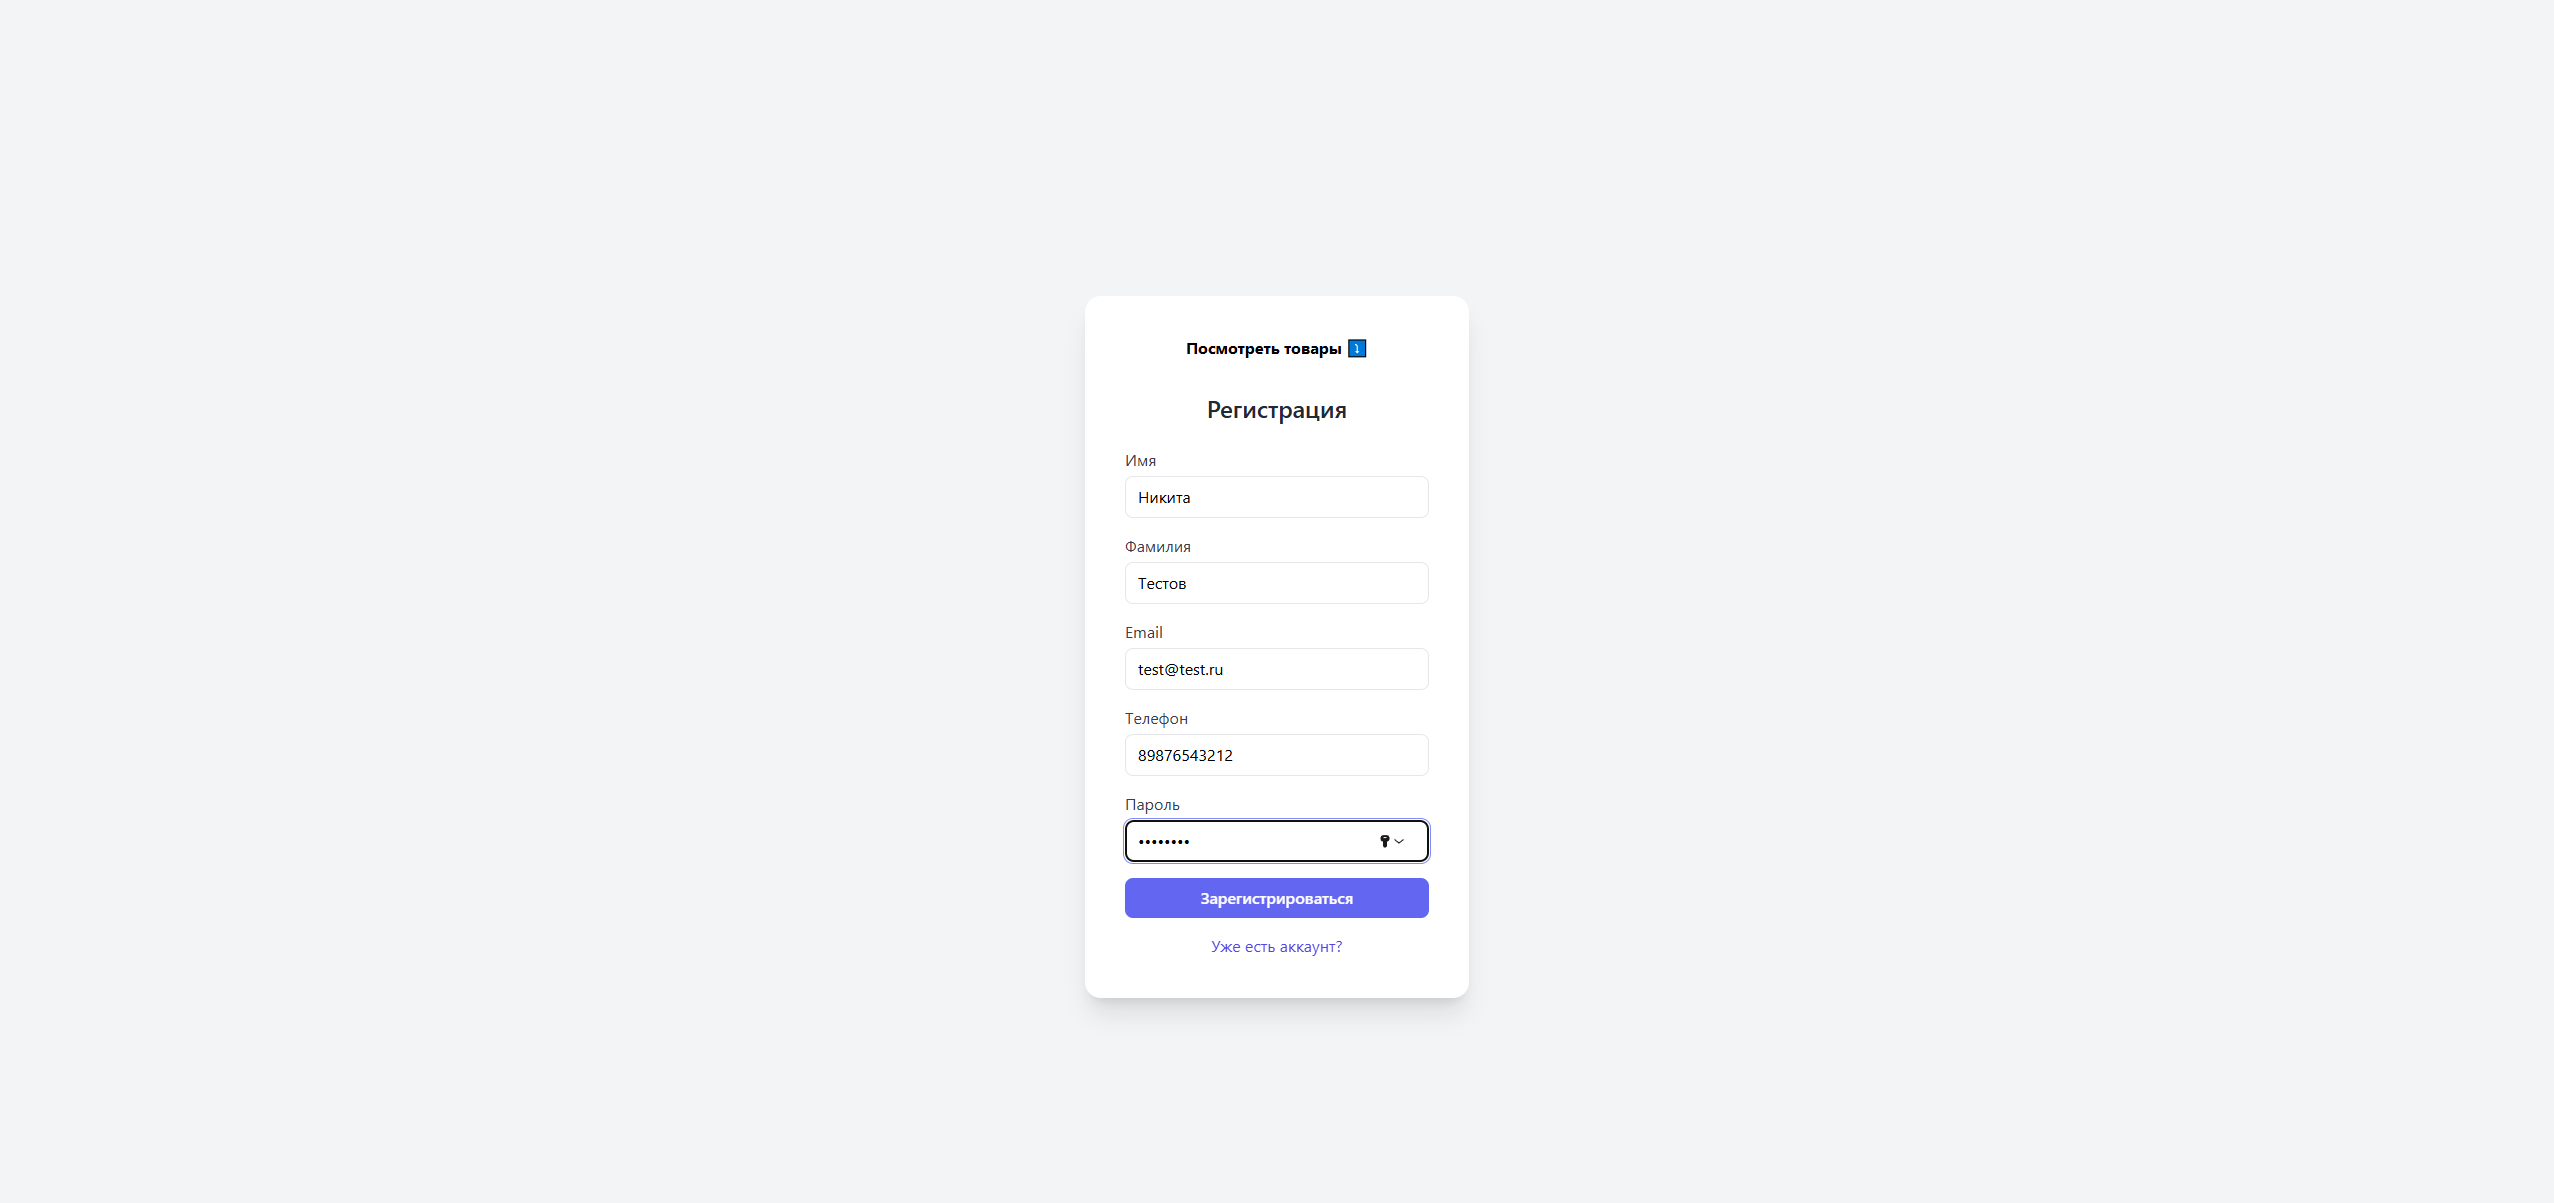 Посмотреть товары ⤵️
Регистрация
Имя
Никита
Фамилия
Тестов
Email
test@test.ru
Телефон
89876543212
Пароль
••••••••
Зарегистрироваться
Уже есть аккаунт?